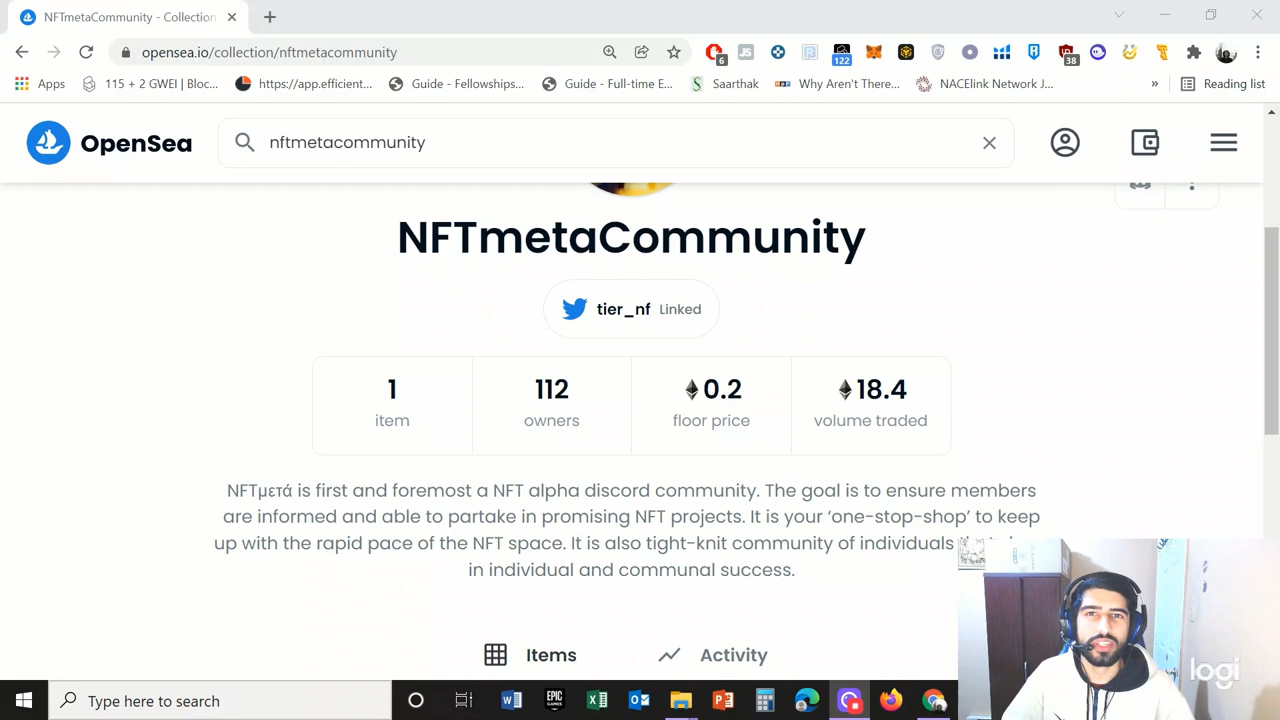 NFTmetaCommunity - Collection
opensea.io/collection/nftmetacommunity
6
122
38
Apps
115 + 2 GWEI | Bloc...
https://app.efficient...
Guide - Fellowships...
Guide - Full-time E...
Saarthak
Why Aren't There...
NACElink Network J...
»
Reading list
OpenSea
nftmetacommunity
NFTmetaCommunity
tier_nf Linked
1
item
112
owners
0.2
floor price
18.4
volume traded
NFTμετά is first and foremost a NFT alpha discord community. The goal is to ensure members
are informed and able to partake in promising NFT projects. It is your ‘one-stop-shop’ to keep
up with the rapid pace of the NFT space. It is also tight-knit community of individuals
in individual and communal success.
Items
Activity
logi
Type here to search
EPIC
GAMES